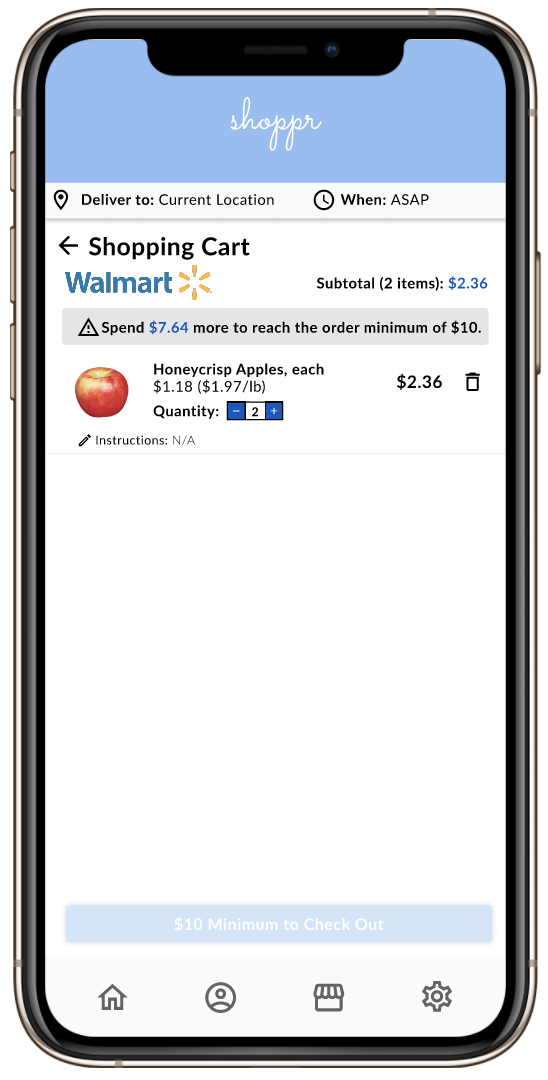 shoppr
Deliver to: Current Location When: ASAP
Shopping Cart
Walmart
Subtotal (2 items): $2.36
Spend $7.64 more to reach the order minimum of $10.
Honeycrisp Apples, each
$1.18 ($1.97/lb)
$2.36
Quantity: − 2 +
Instructions: N/A
$10 Minimum to Check Out